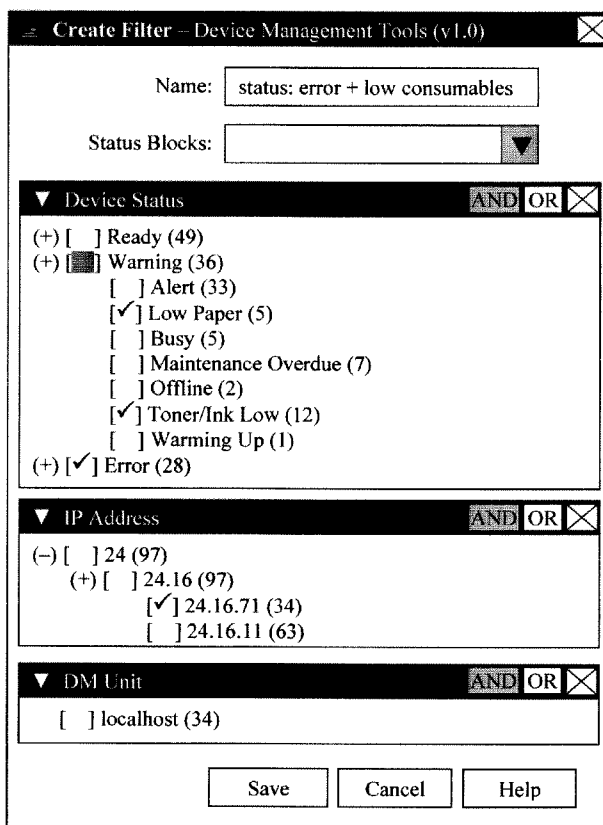 Create Filter – Device Management Tools (v1.0)
Name: status: error + low consumables
Status Blocks:
Device Status AND OR
(+) [ ] Ready (49)
(+) [ ] Warning (36)
[ ] Alert (33)
[✓] Low Paper (5)
[ ] Busy (5)
[ ] Maintenance Overdue (7)
[ ] Offline (2)
[✓] Toner/Ink Low (12)
[ ] Warming Up (1)
(+) [✓] Error (28)
IP Address AND OR
(–) [ ] 24 (97)
(+) [ ] 24.16 (97)
[✓] 24.16.71 (34)
[ ] 24.16.11 (63)
DM Unit AND OR
[ ] localhost (34)
Save Cancel Help